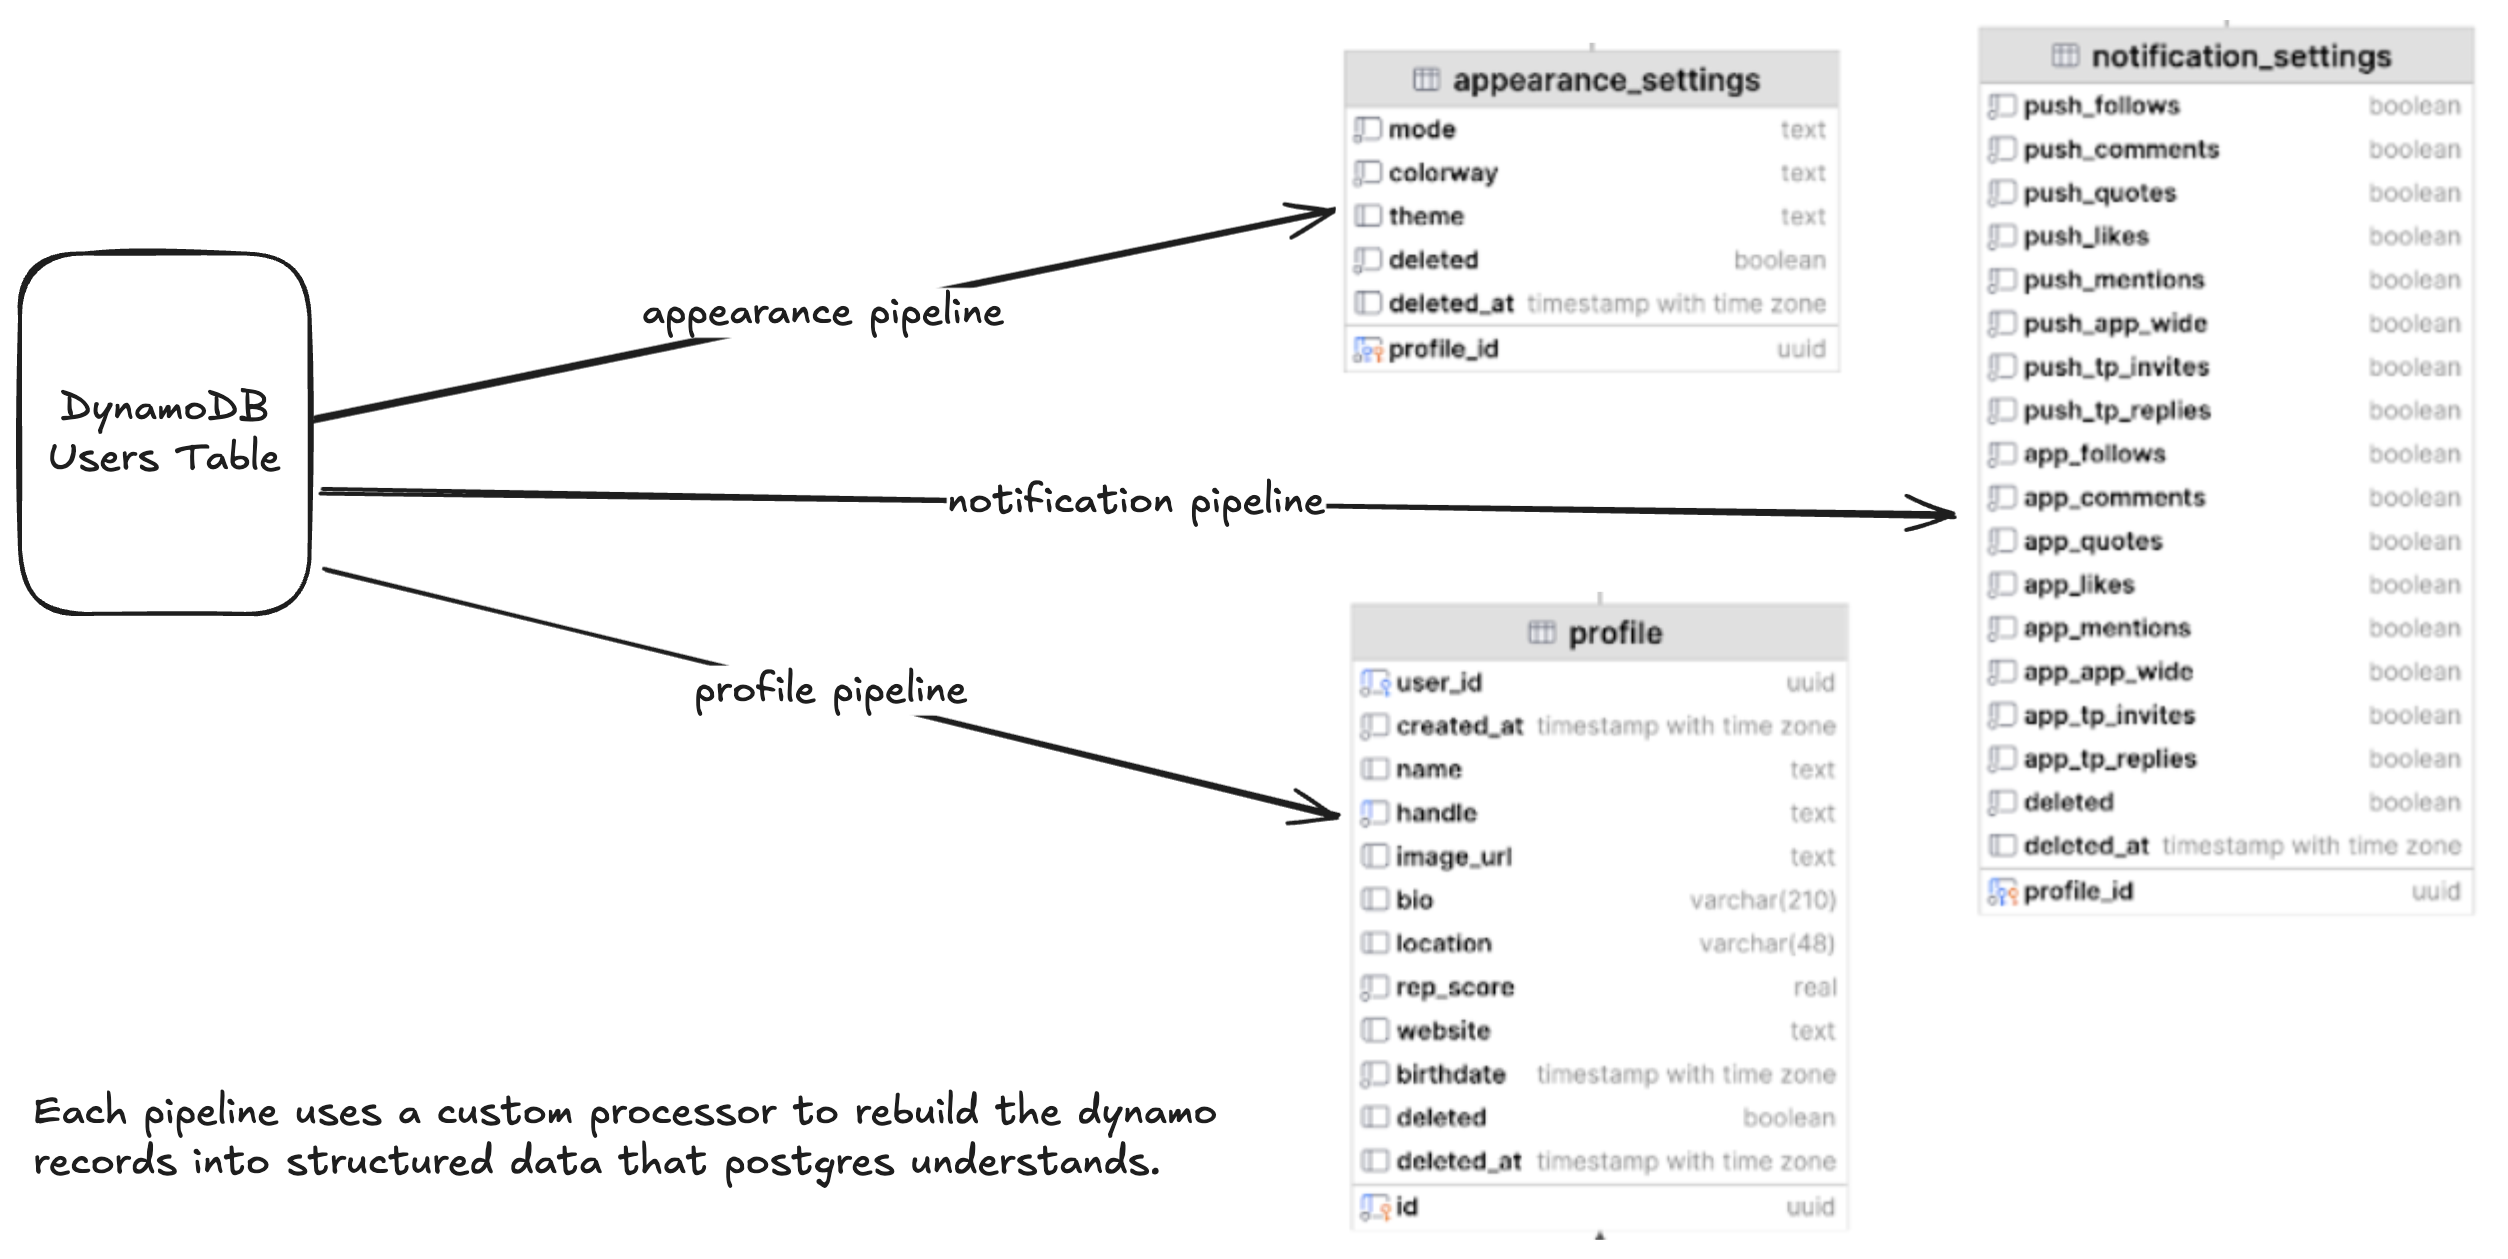 DynamoDB
Users Table
appearance pipeline
notification pipeline
profile pipeline
Each pipeline uses a custom processor to rebuild the dynamo
records into structured data that postgres understands.
appearance_settings
mode text
colorway text
theme text
deleted boolean
deleted_at timestamp with time zone
profile_id uuid
profile
user_id uuid
created_at timestamp with time zone
name text
handle text
image_url text
bio varchar(210)
location varchar(48)
rep_score real
website text
birthdate timestamp with time zone
deleted boolean
deleted_at timestamp with time zone
id uuid
notification_settings
push_follows boolean
push_comments boolean
push_quotes boolean
push_likes boolean
push_mentions boolean
push_app_wide boolean
push_tp_invites boolean
push_tp_replies boolean
app_follows boolean
app_comments boolean
app_quotes boolean
app_likes boolean
app_mentions boolean
app_app_wide boolean
app_tp_invites boolean
app_tp_replies boolean
deleted boolean
deleted_at timestamp with time zone
profile_id uuid